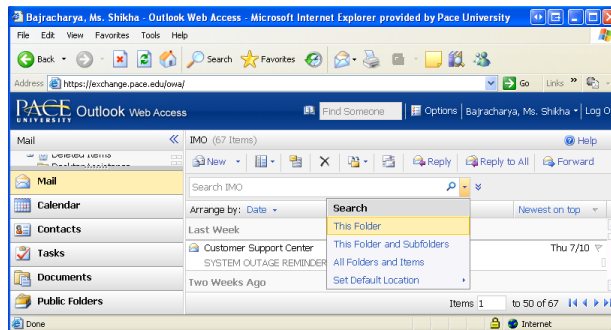 Bajracharya, Ms. Shikha - Outlook Web Access - Microsoft Internet Explorer provided by Pace University
File Edit View Favorites Tools Help
Back Search Favorites
Address https://exchange.pace.edu/owa/ Go Links »
PACE UNIVERSITY Outlook Web Access Find Someone Options Bajracharya, Ms. Shikha Log O
Mail « IMO (67 Items) Help
Deleted Items
New Reply Reply to All Forward
Mail
Search IMO
Calendar
Arrange by: Date Search Newest on top
Contacts
Last Week This Folder
Tasks
Customer Support Center This Folder and Subfolders Thu 7/10
SYSTEM OUTAGE REMINDER All Folders and Items
Documents
Two Weeks Ago Set Default Location
Public Folders
Items 1 to 50 of 67
Done Internet